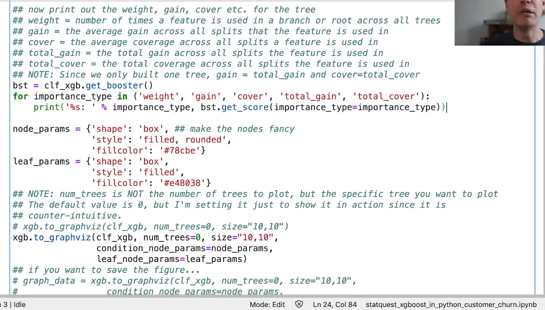 ## now print out the weight, gain, cover etc. for the tree
## weight = number of times a feature is used in a branch or root across all trees
## gain = the average gain across all splits that the feature is used in
## cover = the average coverage across all splits a feature is used in
## total_gain = the total gain across all splits the feature is used in
## total_cover = the total coverage across all splits the feature is used in
## NOTE: Since we only built one tree, gain = total_gain and cover=total_cover
bst = clf_xgb.get_booster()
for importance_type in ('weight', 'gain', 'cover', 'total_gain', 'total_cover'):
    print('%s: ' % importance_type, bst.get_score(importance_type=importance_type))
node_params = {'shape': 'box', ## make the nodes fancy
               'style': 'filled, rounded',
               'fillcolor': '#78cbe'}
leaf_params = {'shape': 'box',
               'style': 'filled',
               'fillcolor': '#e48038'}
## NOTE: num_trees is NOT the number of trees to plot, but the specific tree you want to plot
## The default value is 0, but I'm setting it just to show it in action since it is
## counter-intuitive.
# xgb.to_graphviz(clf_xgb, num_trees=0, size="10,10")
xgb.to_graphviz(clf_xgb, num_trees=0, size="10,10",
                condition_node_params=node_params,
                leaf_node_params=leaf_params)
## if you want to save the figure...
# graph_data = xgb.to_graphviz(clf_xgb, num_trees=0, size="10,10",
#                 condition_node_params=node_params,
3 | Idle Mode: Edit Ln 24, Col 84 statquest_xgboost_in_python_customer_churn.ipynb